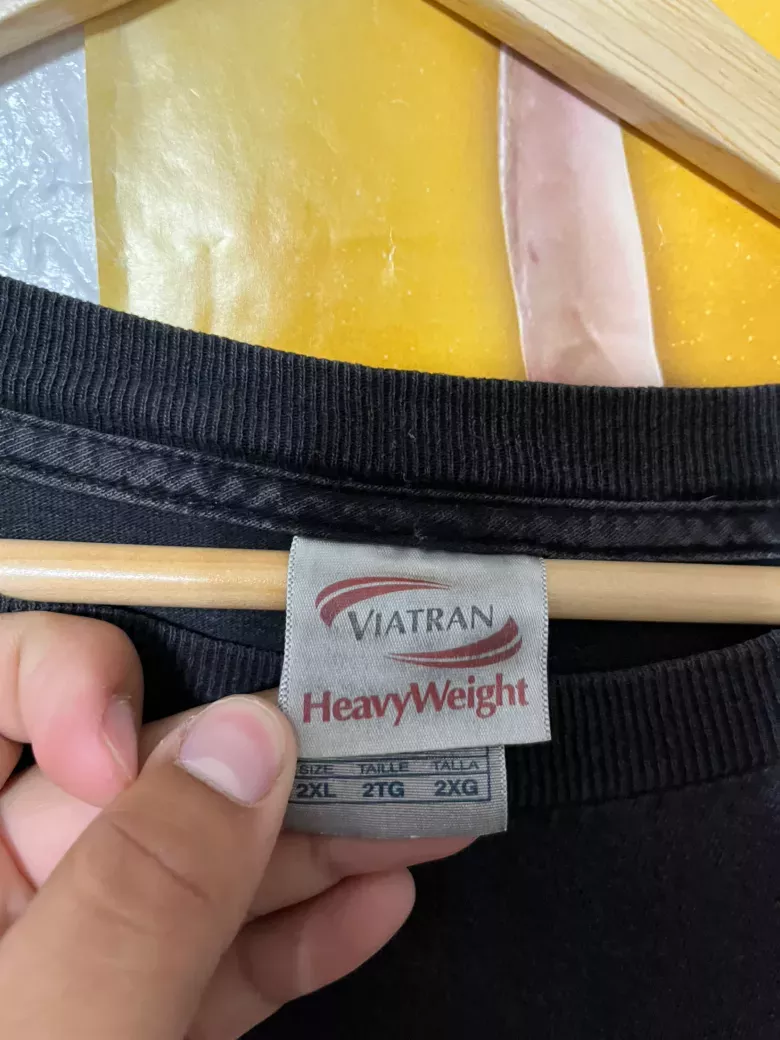 VIATRAN
HeavyWeight
SIZE TAILLE TALLA
2XL 2TG 2XG